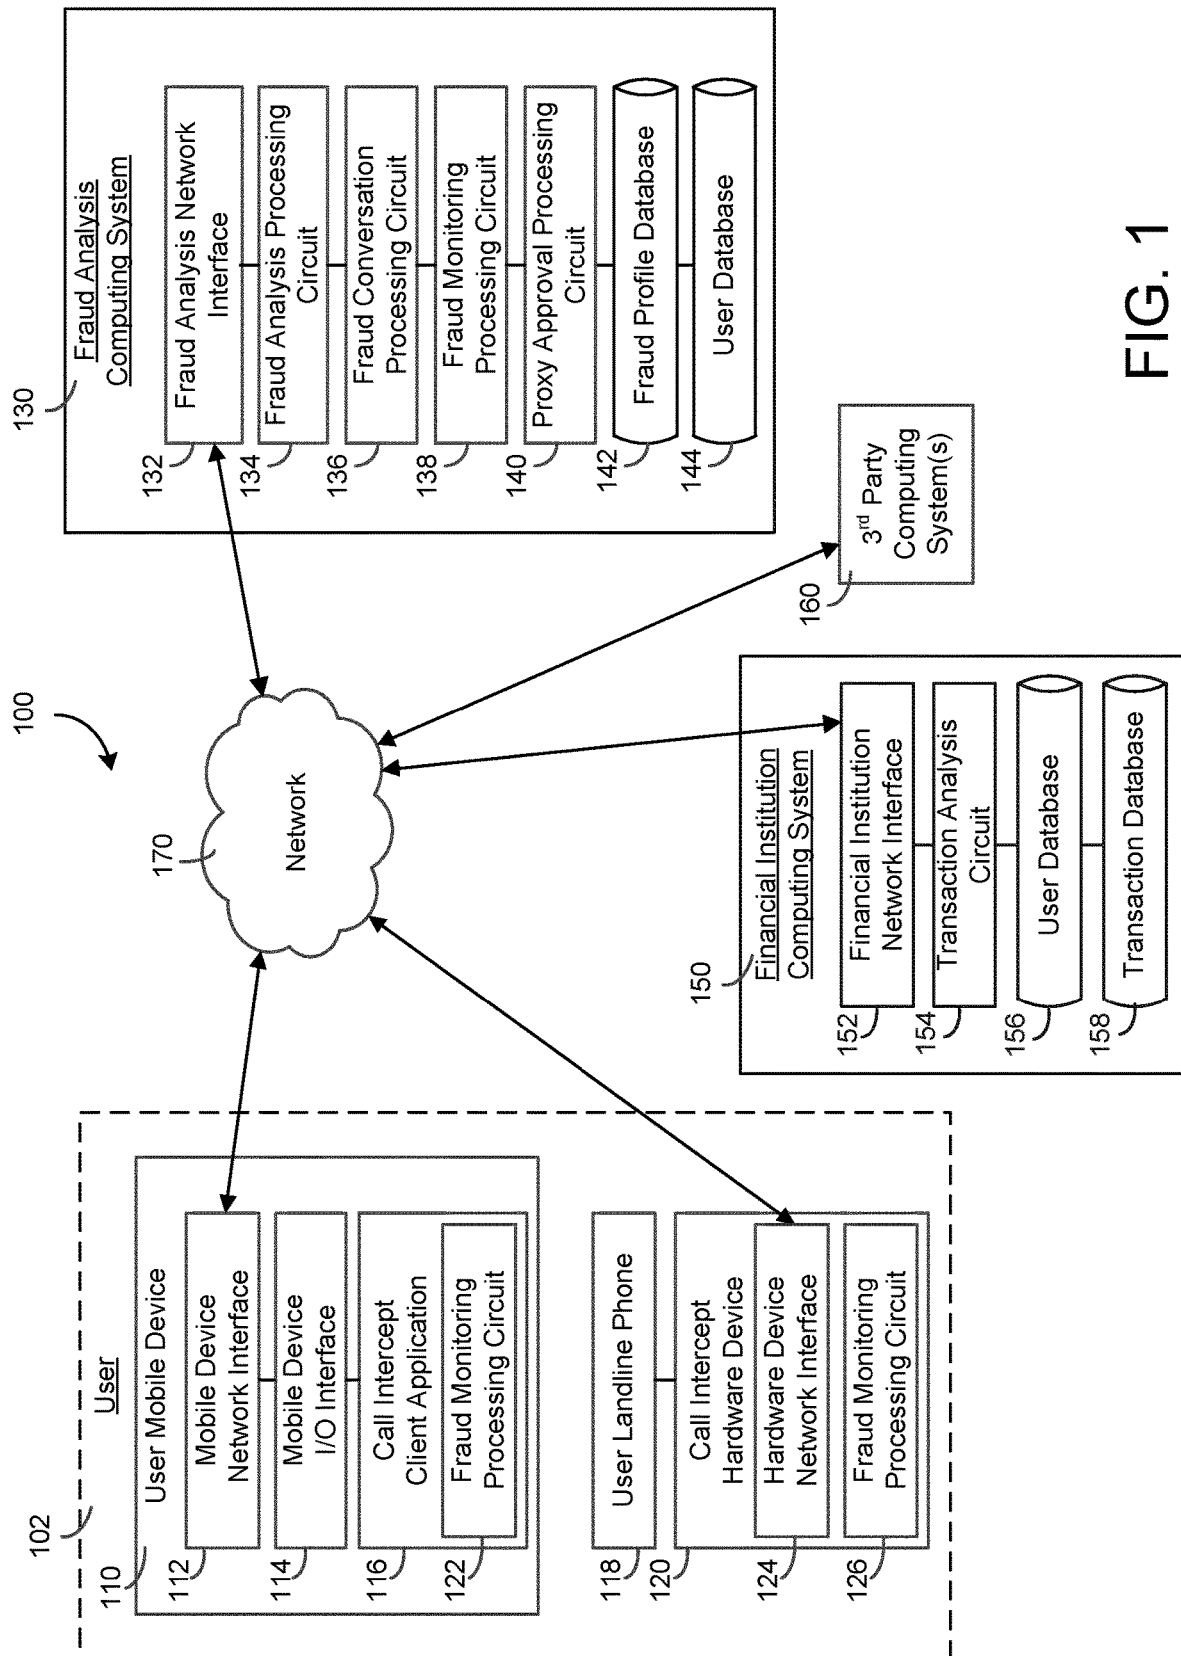 100
102
User
110
User Mobile Device
112
Mobile Device
Network Interface
114
Mobile Device
I/O Interface
116
Call Intercept
Client Application
122
Fraud Monitoring
Processing Circuit
118
User Landline Phone
120
Call Intercept
Hardware Device
124
Hardware Device
Network Interface
126
Fraud Monitoring
Processing Circuit
170
Network
150
Financial Institution
Computing System
152
Financial Institution
Network Interface
154
Transaction Analysis
Circuit
156
User Database
158
Transaction Database
160
3rd Party
Computing
System(s)
130
Fraud Analysis
Computing System
132
Fraud Analysis Network
Interface
134
Fraud Analysis Processing
Circuit
136
Fraud Conversation
Processing Circuit
138
Fraud Monitoring
Processing Circuit
140
Proxy Approval Processing
Circuit
142
Fraud Profile Database
144
User Database
FIG. 1